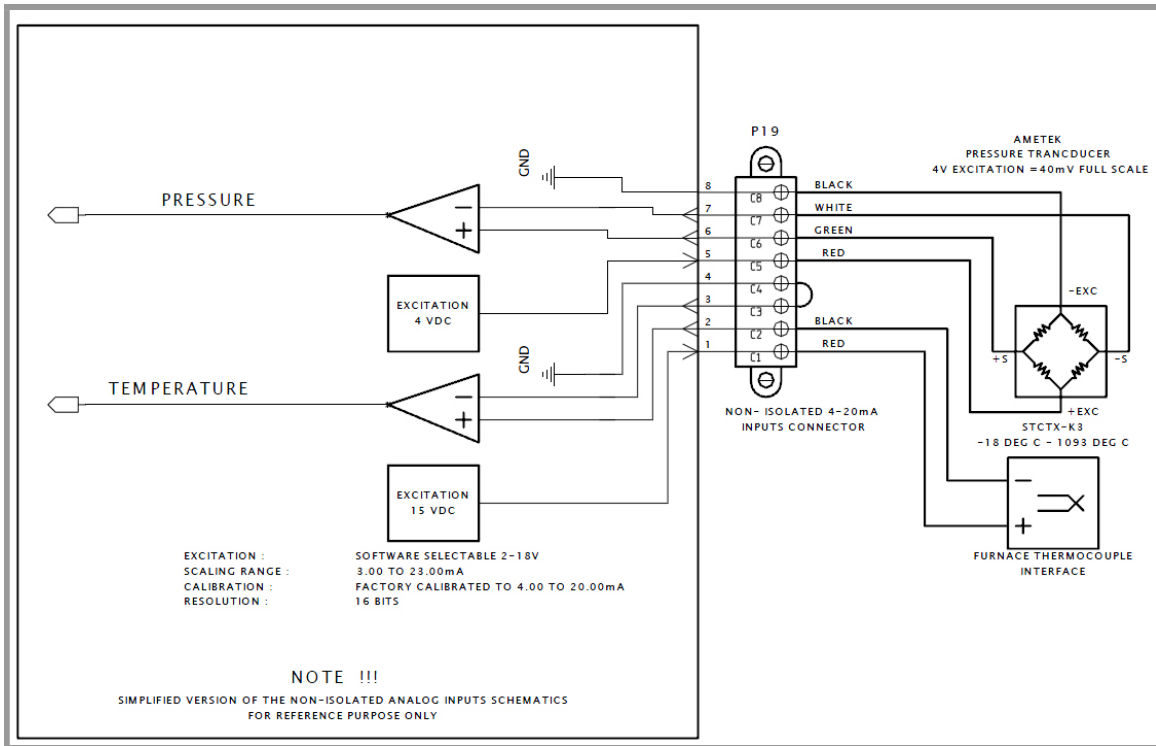 P19
AMETEK
PRESSURE TRANCDUCER
4V EXCITATION =40mV FULL SCALE
GND
8
C8
BLACK
PRESSURE
7
C7
WHITE
6
C6
GREEN
5
C5
RED
4
C4
EXCITATION
4 VDC
3
C3
-EXC
2
C2
BLACK
1
C1
RED
+S
-S
GND
TEMPERATURE
NON- ISOLATED 4-20mA
INPUTS CONNECTOR
+EXC
STCTX-K3
-18 DEG C - 1093 DEG C
EXCITATION
15 VDC
FURNACE THERMOCOUPLE
INTERFACE
EXCITATION : SOFTWARE SELECTABLE 2-18V
SCALING RANGE : 3.00 TO 23.00mA
CALIBRATION : FACTORY CALIBRATED TO 4.00 TO 20.00mA
RESOLUTION : 16 BITS
NOTE !!!
SIMPLIFIED VERSION OF THE NON-ISOLATED ANALOG INPUTS SCHEMATICS
FOR REFERENCE PURPOSE ONLY